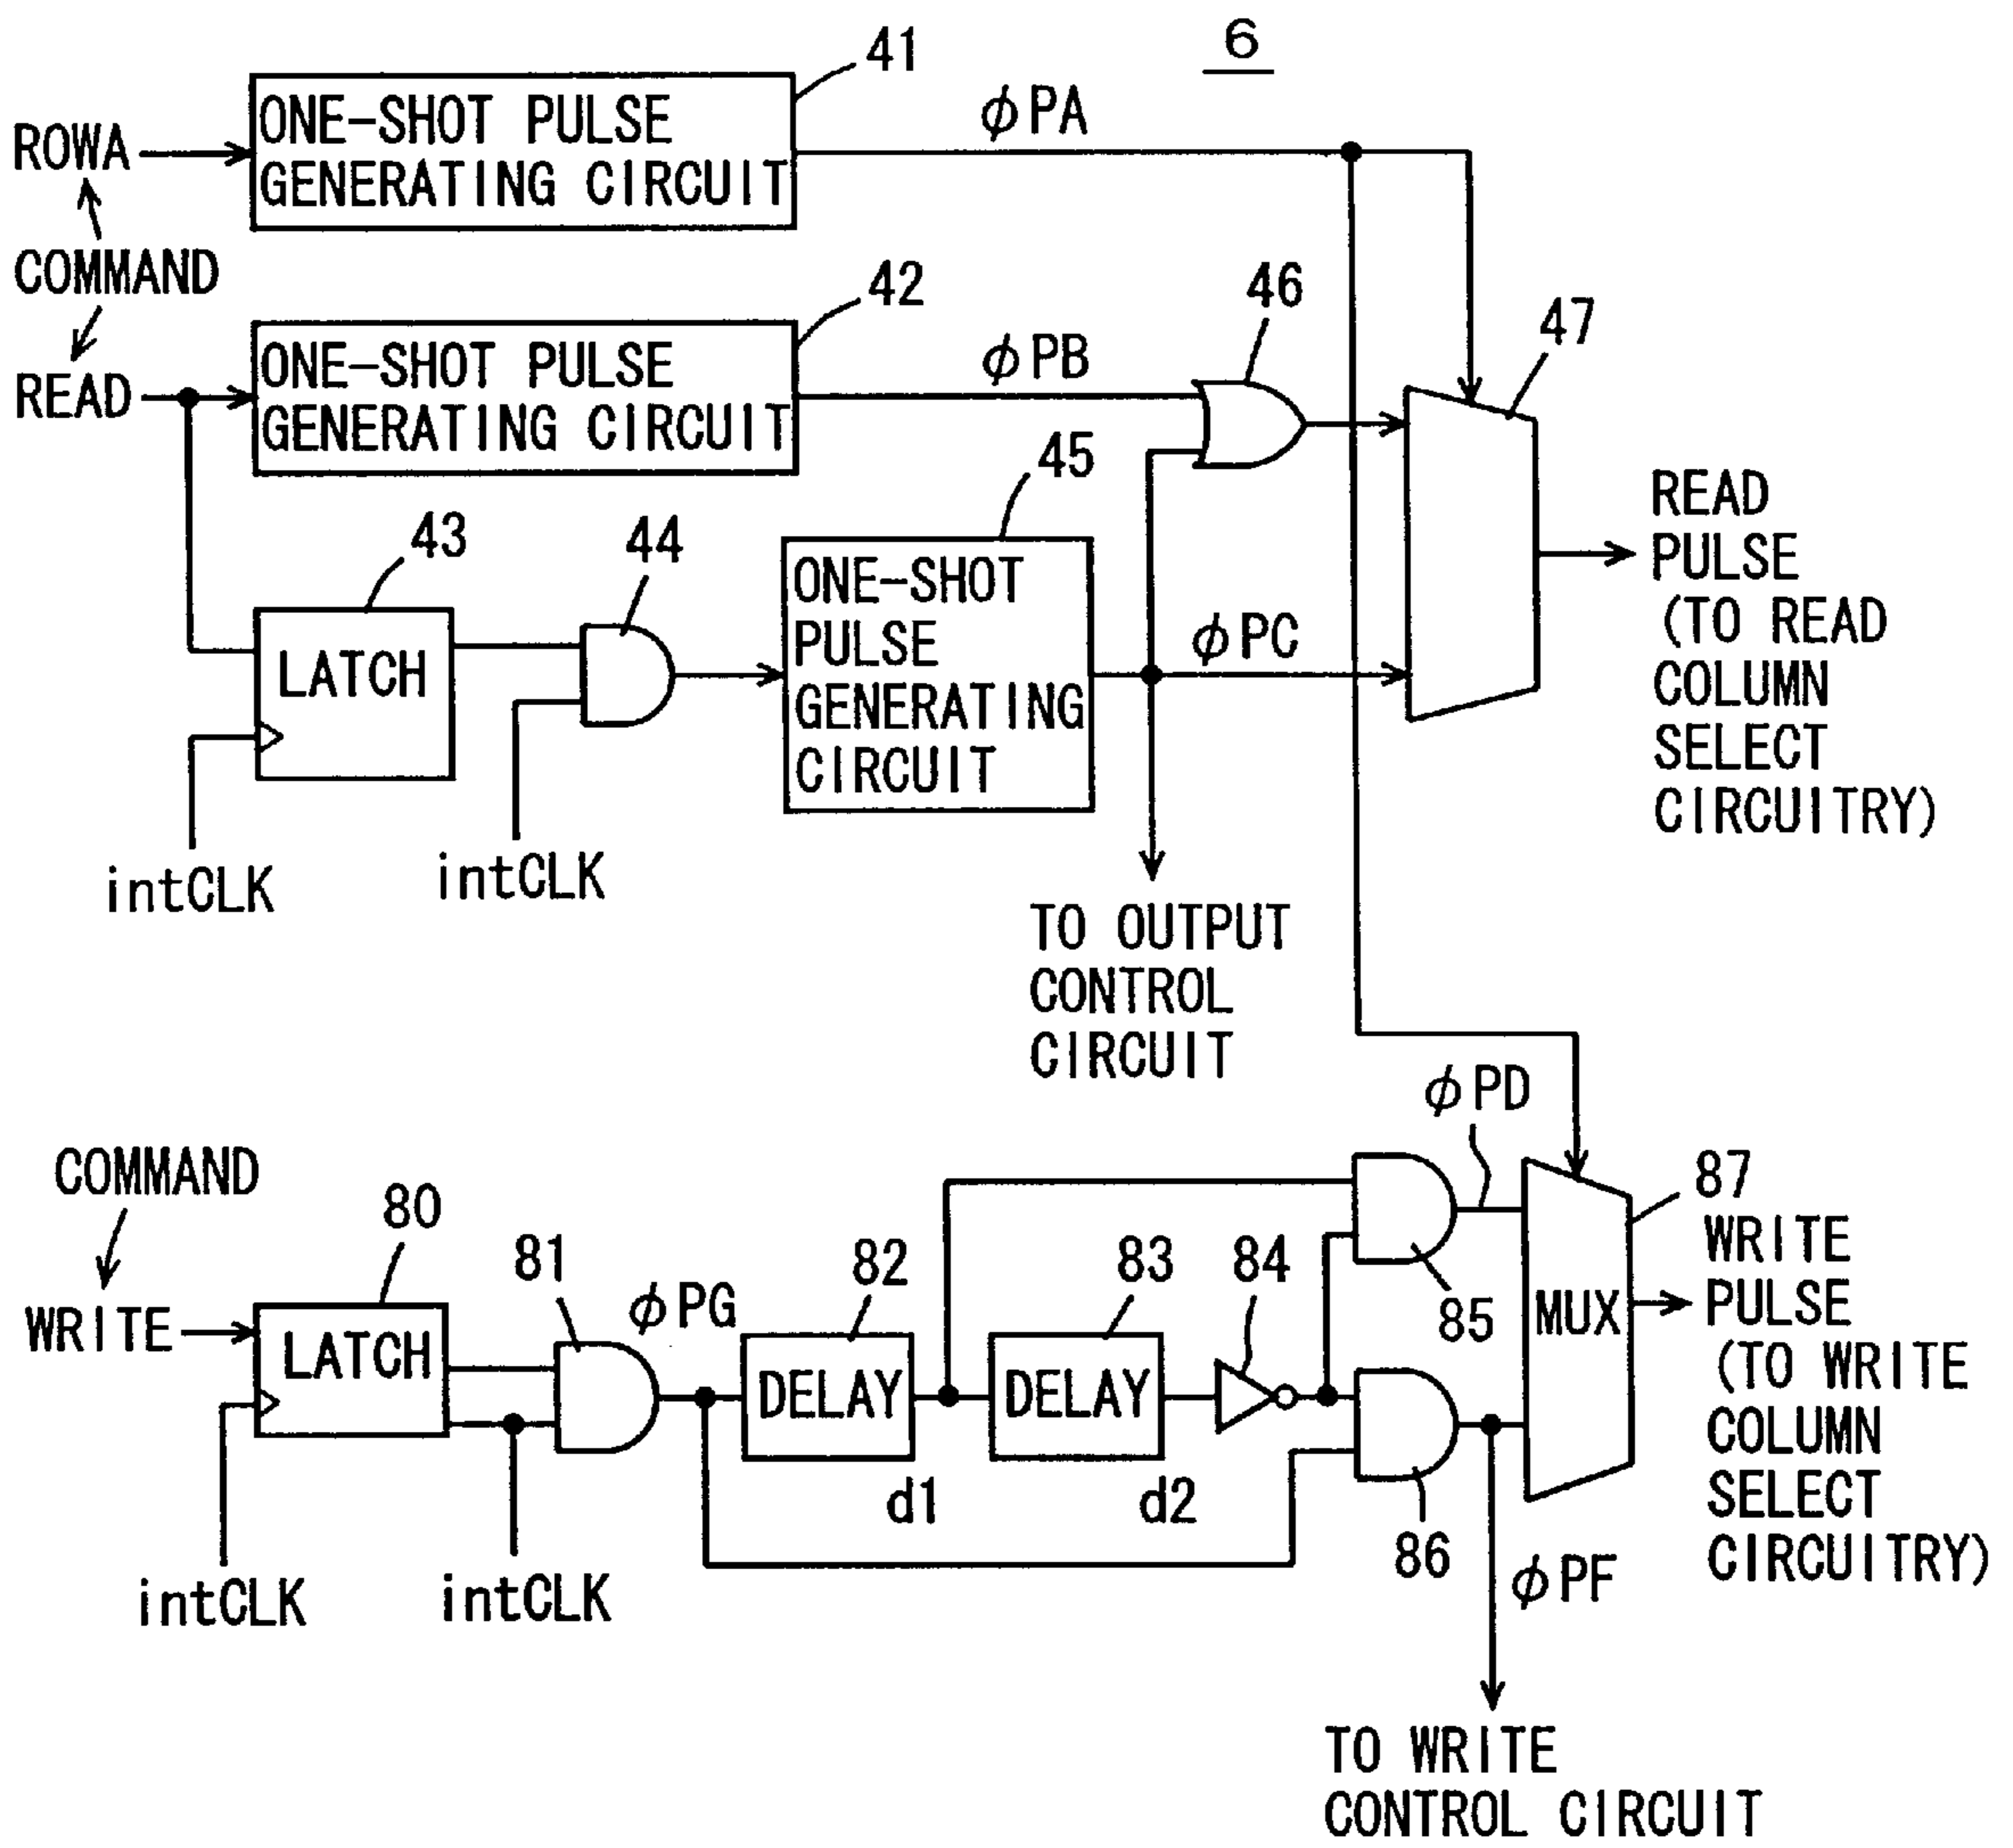 6
41
ROWA
ONE-SHOT PULSE
GENERATING CIRCUIT
φPA
COMMAND
42
46
47
READ
ONE-SHOT PULSE
GENERATING CIRCUIT
φPB
43
44
45
LATCH
ONE-SHOT
PULSE
GENERATING
CIRCUIT
φPC
READ
PULSE
(TO READ
COLUMN
SELECT
CIRCUITRY)
intCLK
intCLK
TO OUTPUT
CONTROL
CIRCUIT
φPD
COMMAND
80
81
82
83
84
85
87
WRITE
LATCH
φPG
DELAY
d1
DELAY
d2
MUX
WRITE
PULSE
(TO WRITE
COLUMN
SELECT
CIRCUITRY)
86
φPF
intCLK
intCLK
TO WRITE
CONTROL CIRCUIT